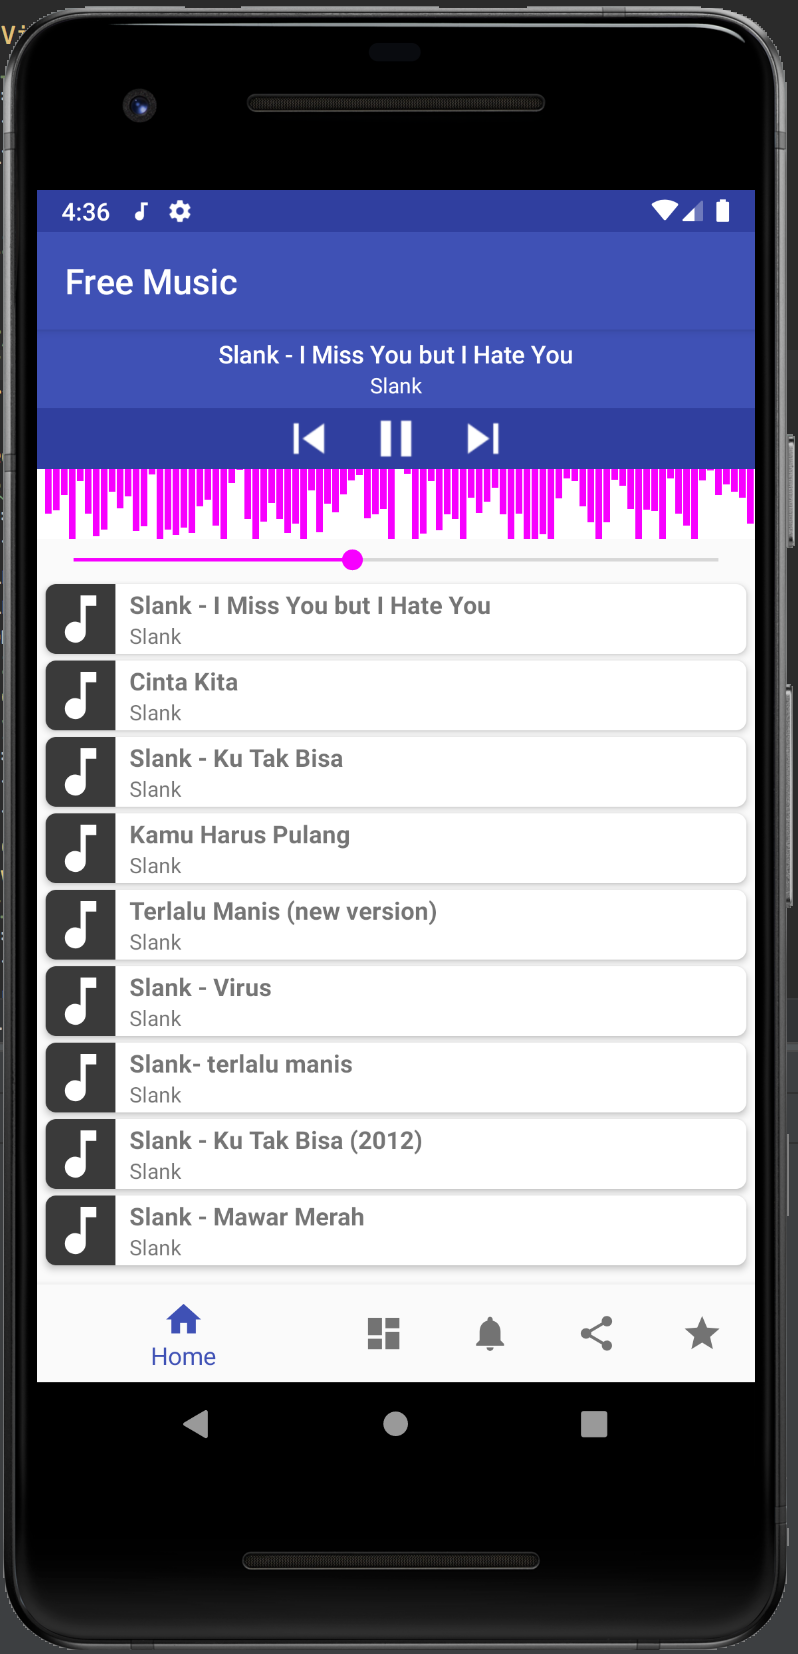 4:36
Free Music
Slank - I Miss You but I Hate You
Slank
Slank - I Miss You but I Hate You
Slank
Cinta Kita
Slank
Slank - Ku Tak Bisa
Slank
Kamu Harus Pulang
Slank
Terlalu Manis (new version)
Slank
Slank - Virus
Slank
Slank- terlalu manis
Slank
Slank - Ku Tak Bisa (2012)
Slank
Slank - Mawar Merah
Slank
Home